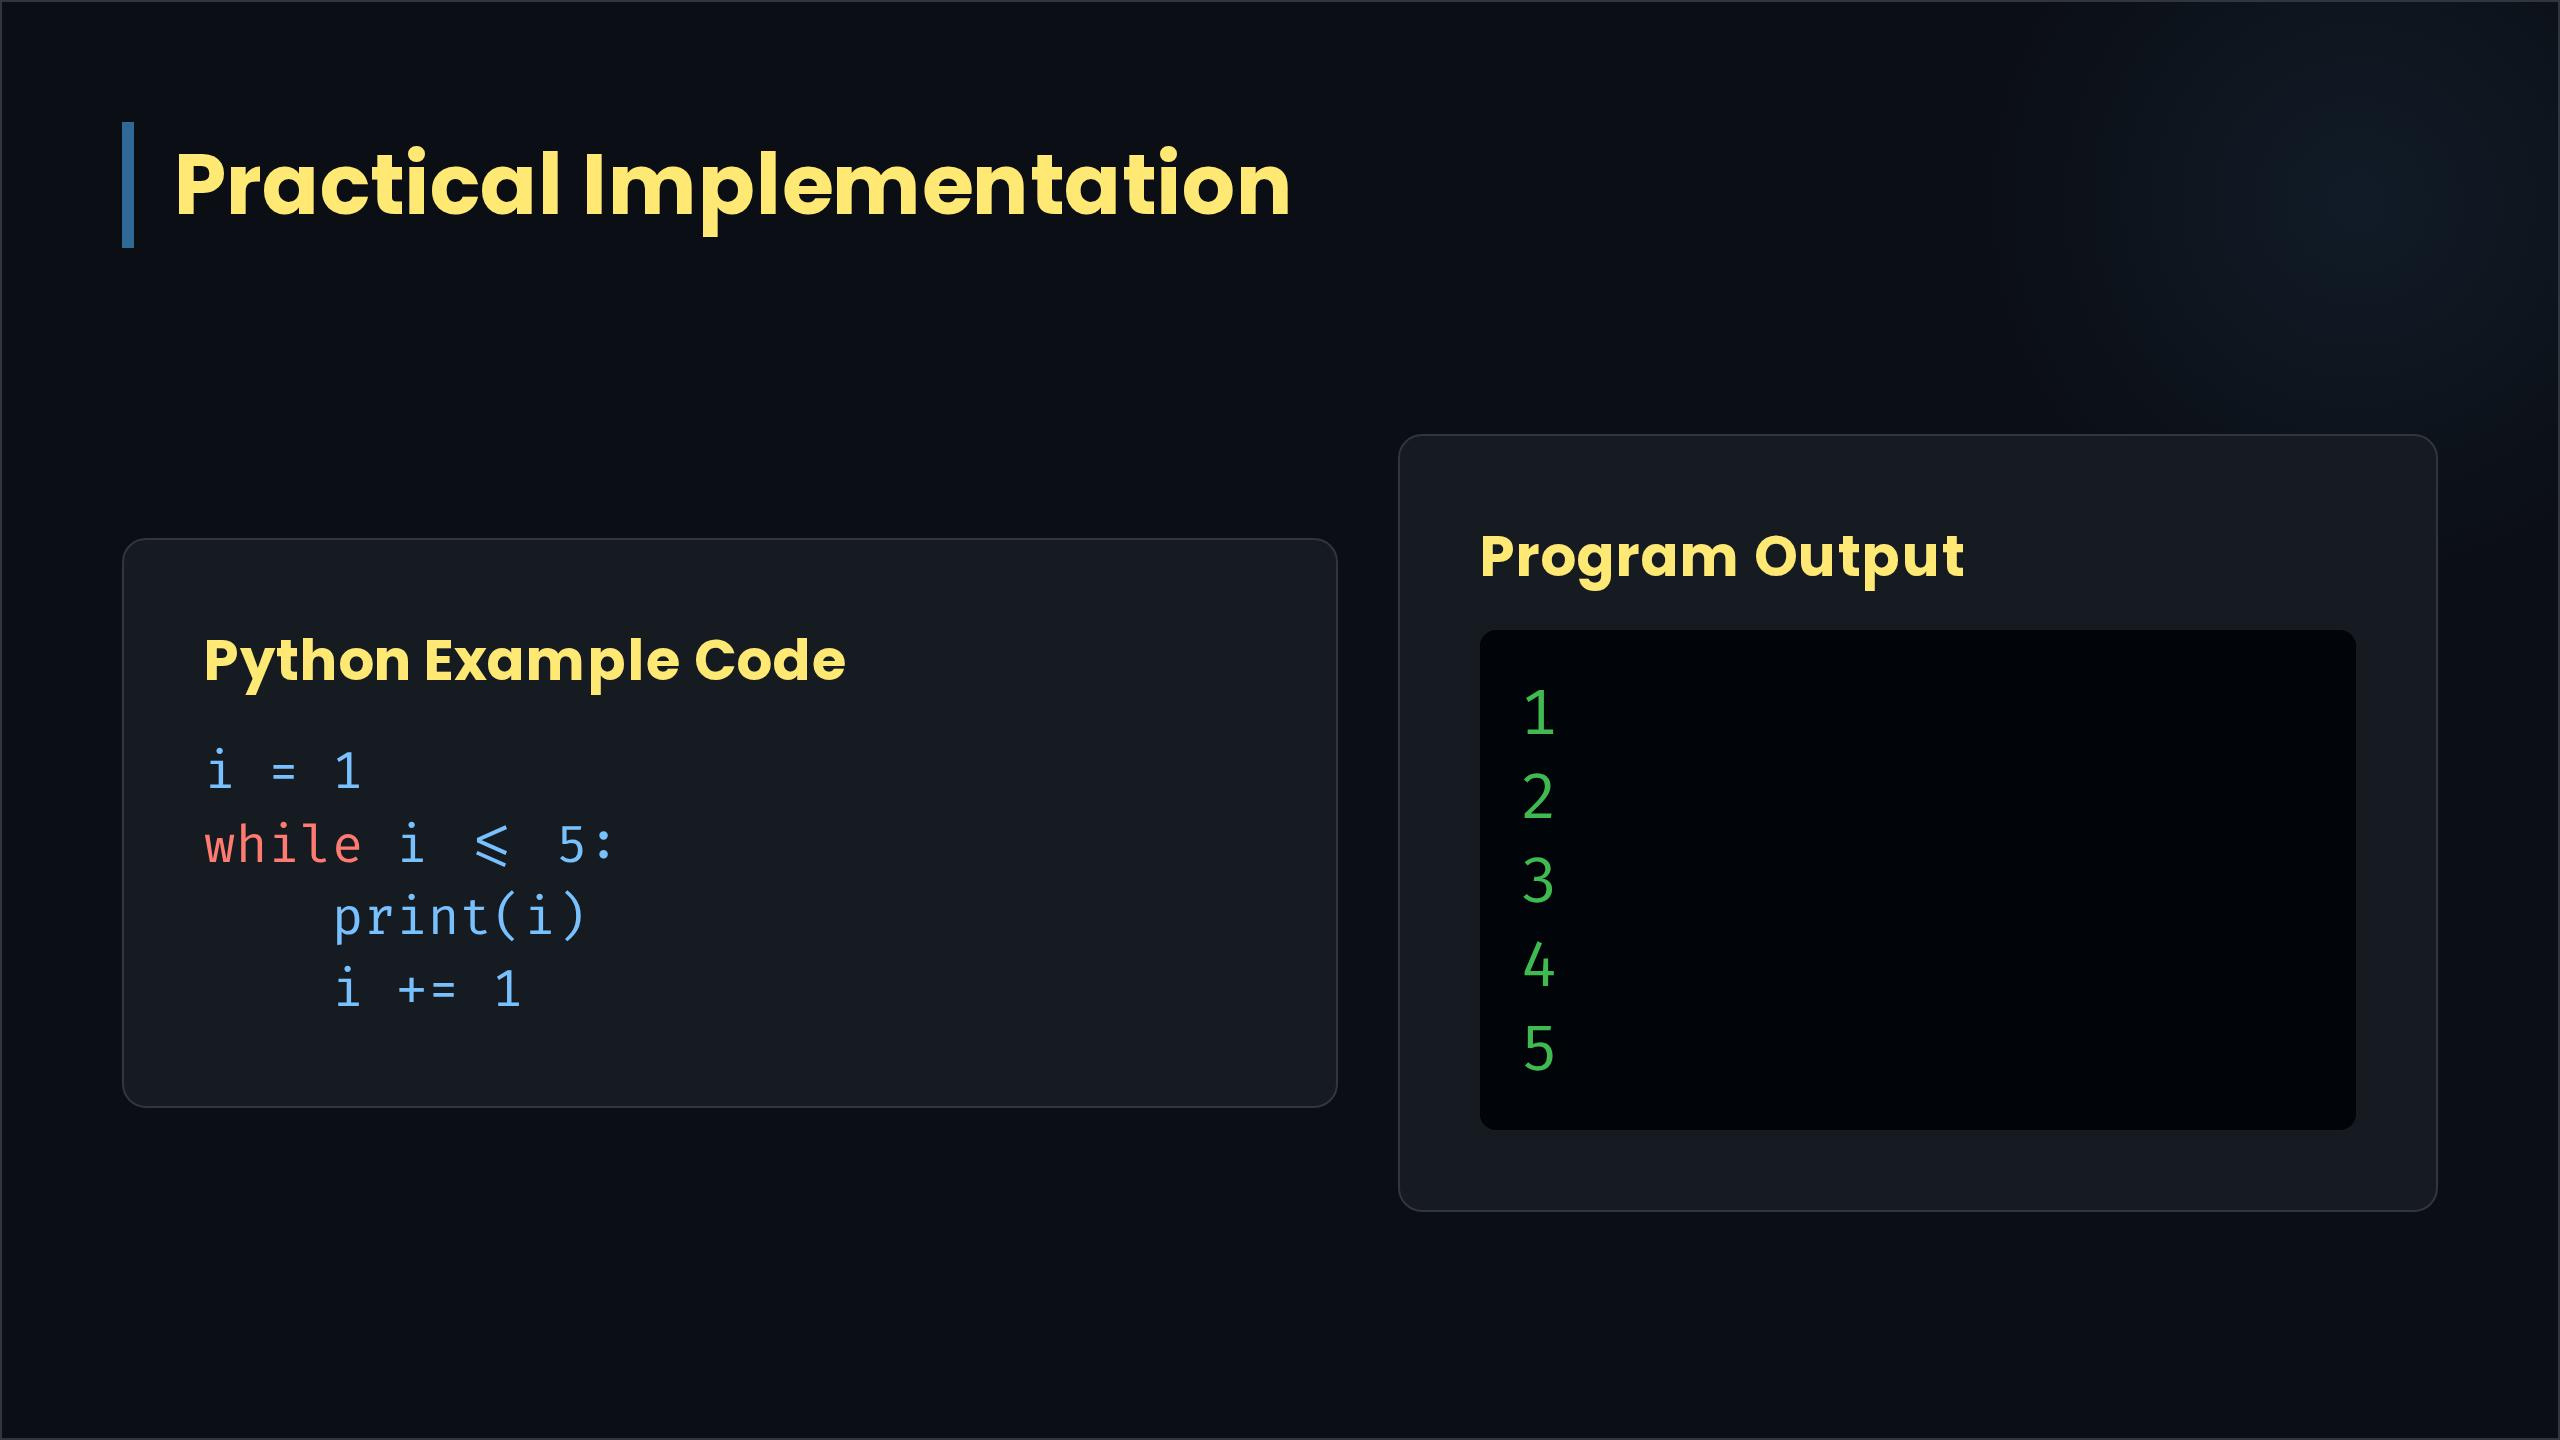 Practical Implementation
Python Example Code
i = 1
while i <= 5:
    print(i)
    i += 1
Program Output
1
2
3
4
5